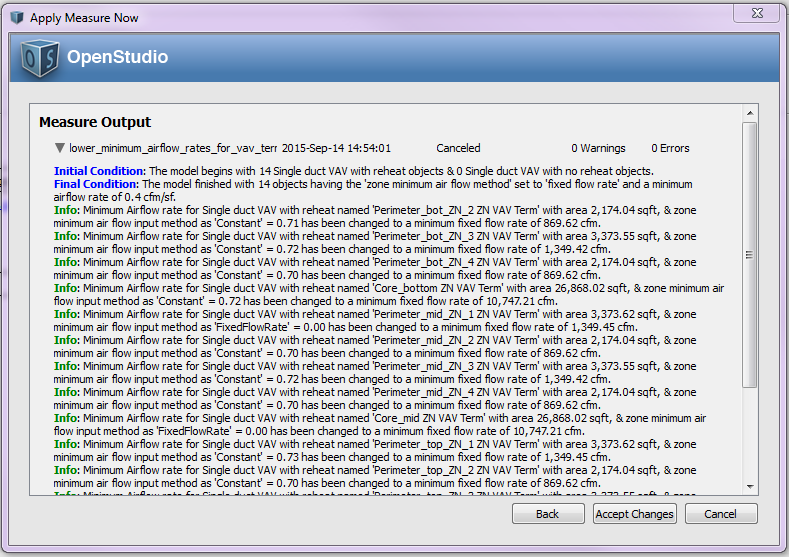 Apply Measure Now
OS
OpenStudio
Measure Output
lower_minimum_airflow_rates_for_vav_terr 2015-Sep-14 14:54:01 Canceled 0 Warnings 0 Errors
Initial Condition: The model begins with 14 Single duct VAV with reheat objects & 0 Single duct VAV with no reheat objects.
Final Condition: The model finished with 14 objects having the 'zone minimum air flow method' set to 'fixed flow rate' and a minimum
airflow rate of 0.4 cfm/sf.
Info: Minimum Airflow rate for Single duct VAV with reheat named 'Perimeter_bot_ZN_2 ZN VAV Term' with area 2,174.04 sqft, & zone
minimum air flow input method as 'Constant' = 0.71 has been changed to a minimum fixed flow rate of 869.62 cfm.
Info: Minimum Airflow rate for Single duct VAV with reheat named 'Perimeter_bot_ZN_3 ZN VAV Term' with area 3,373.55 sqft, & zone
minimum air flow input method as 'Constant' = 0.72 has been changed to a minimum fixed flow rate of 1,349.42 cfm.
Info: Minimum Airflow rate for Single duct VAV with reheat named 'Perimeter_bot_ZN_4 ZN VAV Term' with area 2,174.04 sqft, & zone
minimum air flow input method as 'Constant' = 0.70 has been changed to a minimum fixed flow rate of 869.62 cfm.
Info: Minimum Airflow rate for Single duct VAV with reheat named 'Core_bottom ZN VAV Term' with area 26,868.02 sqft, & zone minimum air
flow input method as 'Constant' = 0.72 has been changed to a minimum fixed flow rate of 10,747.21 cfm.
Info: Minimum Airflow rate for Single duct VAV with reheat named 'Perimeter_mid_ZN_1 ZN VAV Term' with area 3,373.62 sqft, & zone
minimum air flow input method as 'FixedFlowRate' = 0.00 has been changed to a minimum fixed flow rate of 1,349.45 cfm.
Info: Minimum Airflow rate for Single duct VAV with reheat named 'Perimeter_mid_ZN_2 ZN VAV Term' with area 2,174.04 sqft, & zone
minimum air flow input method as 'Constant' = 0.70 has been changed to a minimum fixed flow rate of 869.62 cfm.
Info: Minimum Airflow rate for Single duct VAV with reheat named 'Perimeter_mid_ZN_3 ZN VAV Term' with area 3,373.55 sqft, & zone
minimum air flow input method as 'Constant' = 0.72 has been changed to a minimum fixed flow rate of 1,349.42 cfm.
Info: Minimum Airflow rate for Single duct VAV with reheat named 'Perimeter_mid_ZN_4 ZN VAV Term' with area 2,174.04 sqft, & zone
minimum air flow input method as 'Constant' = 0.70 has been changed to a minimum fixed flow rate of 869.62 cfm.
Info: Minimum Airflow rate for Single duct VAV with reheat named 'Core_mid ZN VAV Term' with area 26,868.02 sqft, & zone minimum air
flow input method as 'FixedFlowRate' = 0.00 has been changed to a minimum fixed flow rate of 10,747.21 cfm.
Info: Minimum Airflow rate for Single duct VAV with reheat named 'Perimeter_top_ZN_1 ZN VAV Term' with area 3,373.62 sqft, & zone
minimum air flow input method as 'Constant' = 0.73 has been changed to a minimum fixed flow rate of 1,349.45 cfm.
Info: Minimum Airflow rate for Single duct VAV with reheat named 'Perimeter_top_ZN_2 ZN VAV Term' with area 2,174.04 sqft, & zone
minimum air flow input method as 'Constant' = 0.70 has been changed to a minimum fixed flow rate of 869.62 cfm.
Info: Minimum Airflow rate for Single duct VAV with reheat named 'Perimeter_top_ZN_3 ZN VAV Term' with area 3,373.55 sqft, & zone
Back Accept Changes Cancel